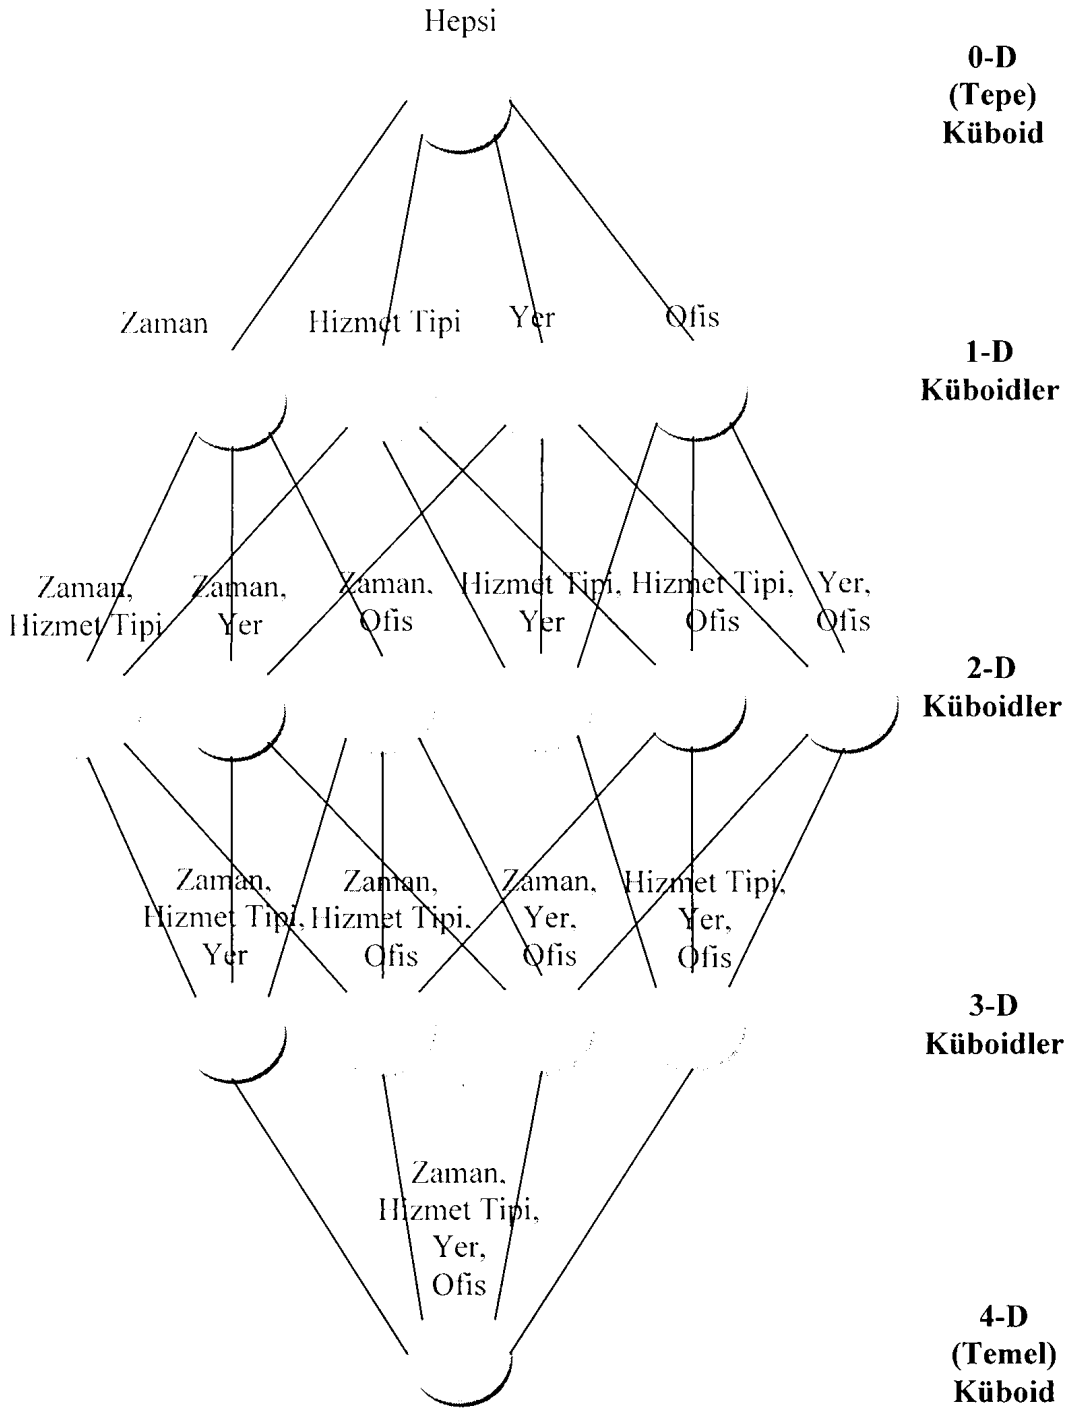 Hepsi
0-D
(Tepe)
Küboid
Zaman
Hizmet Tipi
Yer
Ofis
1-D
Küboidler
Zaman,
Hizmet Tipi
Zaman,
Yer
Zaman,
Ofis
Hizmet Tipi,
Yer
Hizmet Tipi,
Ofis
Yer,
Ofis
2-D
Küboidler
Zaman,
Hizmet Tipi,
Yer
Zaman,
Hizmet Tipi,
Ofis
Zaman,
Yer,
Ofis
Hizmet Tipi,
Yer,
Ofis
3-D
Küboidler
Zaman,
Hizmet Tipi,
Yer,
Ofis
4-D
(Temel)
Küboid